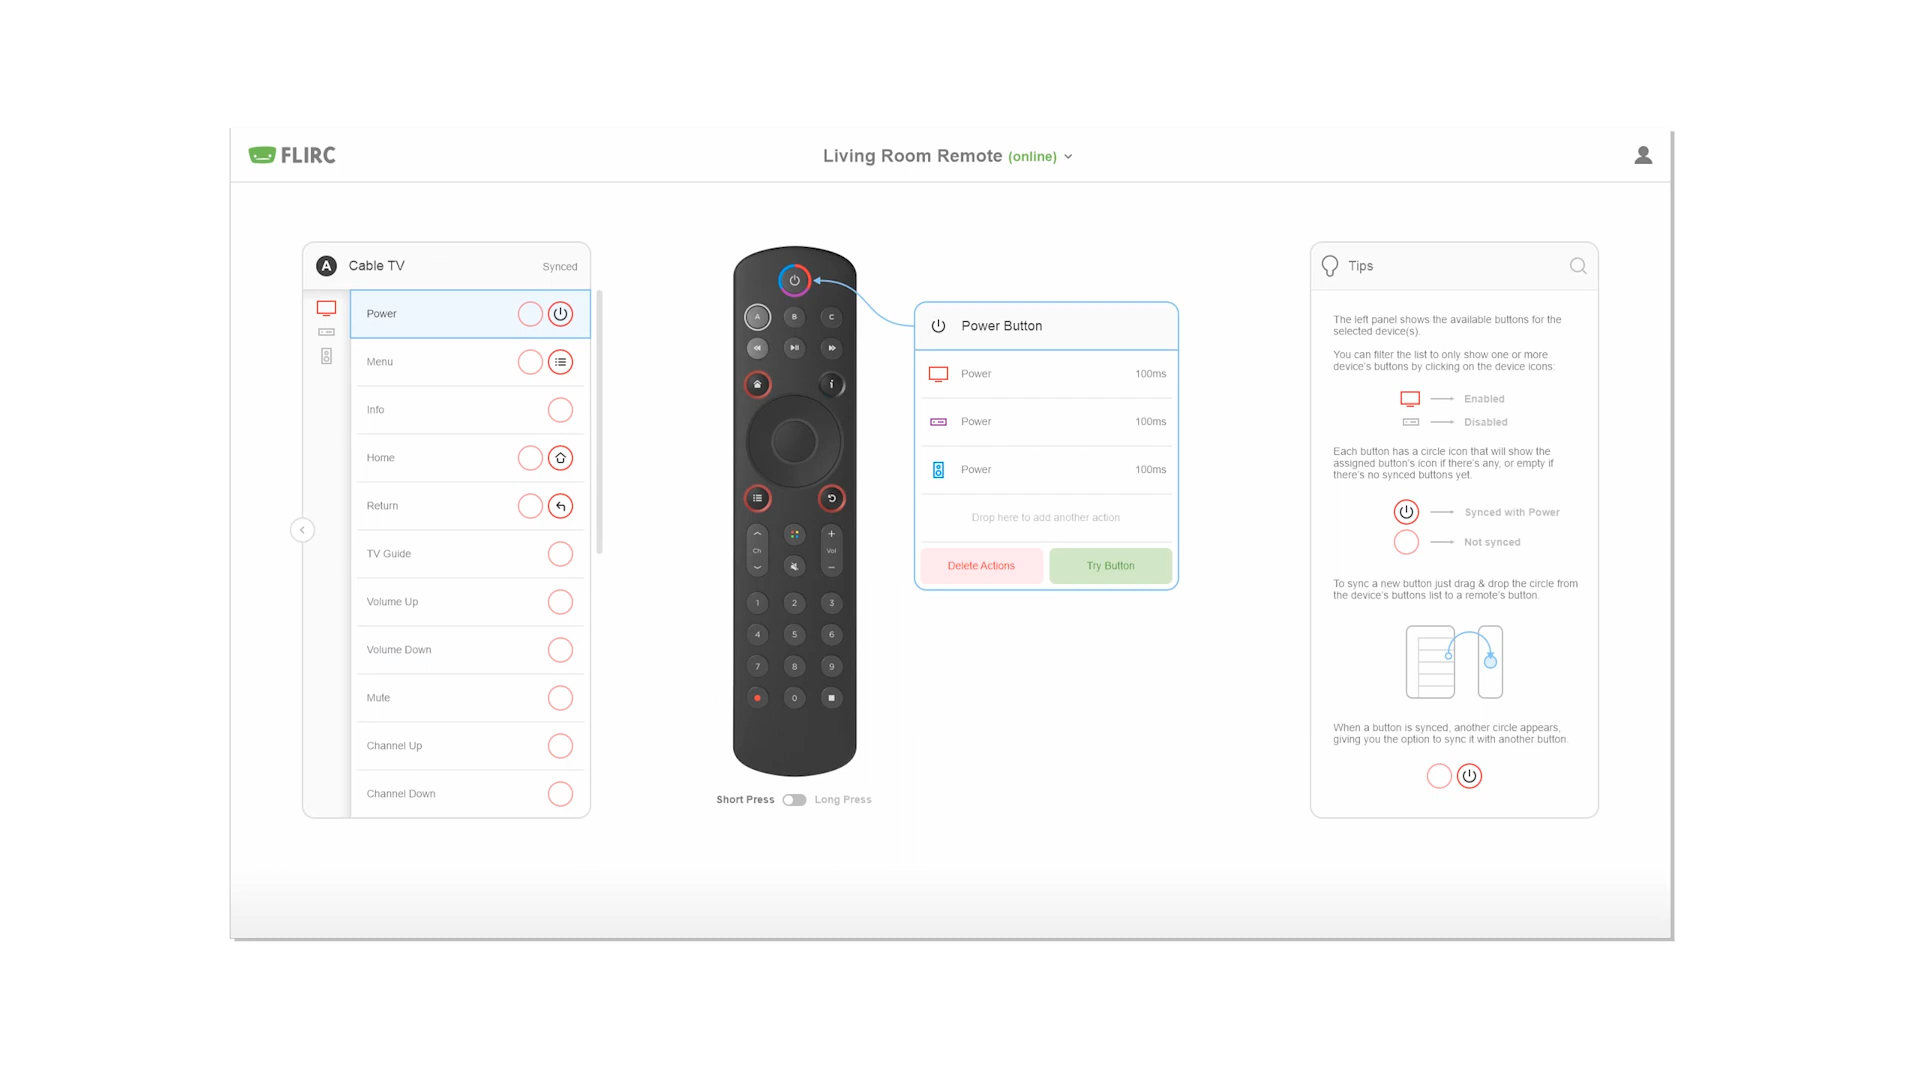 FLIRC
Living Room Remote (online)
A Cable TV Synced
Power
Menu
Info
Home
Return
TV Guide
Volume Up
Volume Down
Mute
Channel Up
Channel Down
A B C
i
Ch Vol
1 2 3
4 5 6
7 8 9
0
Short Press Long Press
Power Button
Power 100ms
Power 100ms
Power 100ms
Drop here to add another action
Delete Actions Try Button
Tips
The left panel shows the available buttons for the
selected device(s).
You can filter the list to only show one or more
device's buttons by clicking on the device icons:
Enabled
Disabled
Each button has a circle icon that will show the
assigned button's icon if there's any, or empty if
there's no synced buttons yet.
Synced with Power
Not synced
To sync a new button just drag & drop the circle from
the device's buttons list to a remote's button.
When a button is synced, another circle appears,
giving you the option to sync it with another button.